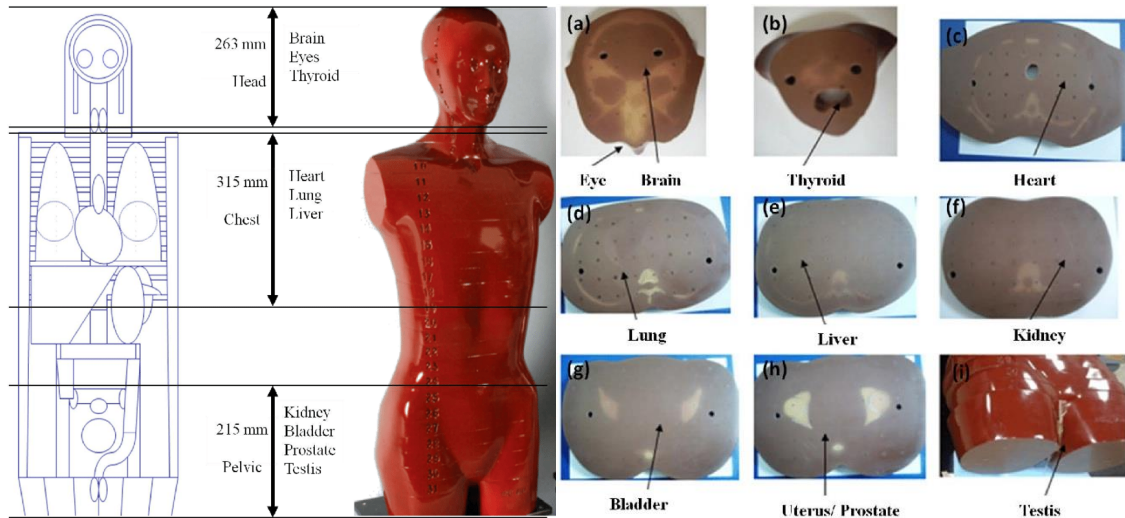 263 mm
Head
Brain
Eyes
Thyroid
315 mm
Chest
Heart
Lung
Liver
215 mm
Pelvic
Kidney
Bladder
Prostate
Testis
(a)
Eye
Brain
(b)
Thyroid
(c)
Heart
(d)
Lung
(e)
Liver
(f)
Kidney
(g)
Bladder
(h)
Uterus/ Prostate
(i)
Testis